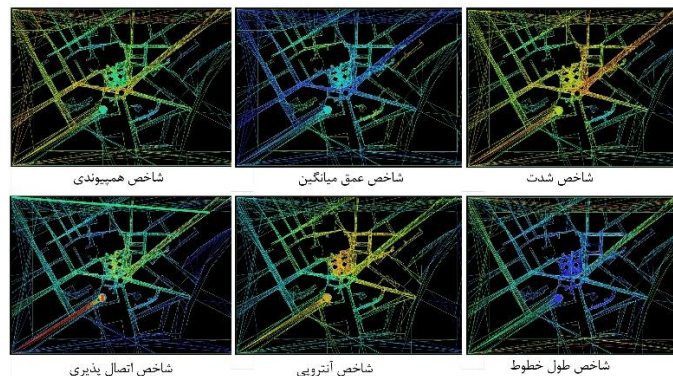 شاخص شدت
شاخص عمق میانگین
شاخص همپیوندی
شاخص طول خطوط
شاخص آنتروپی
شاخص اتصال پذیری